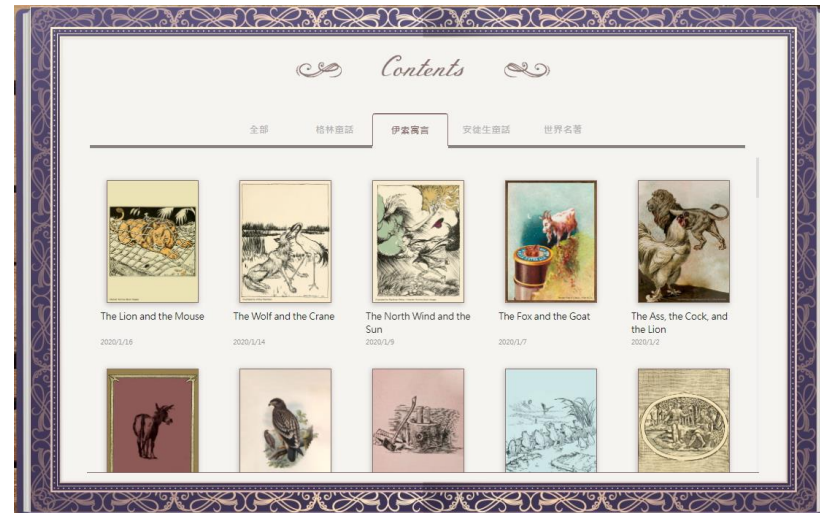 Contents
全部 格林童話 伊索寓言 安徒生童話 世界名著
The Lion and the Mouse
2020/1/16
The Wolf and the Crane
2020/1/14
The North Wind and the
Sun
2020/1/9
The Fox and the Goat
2020/1/7
The Ass, the Cock, and
the Lion
2020/1/2